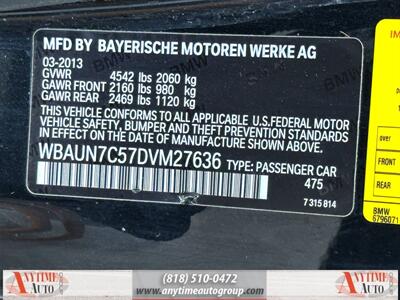 MFD BY BAYERISCHE MOTOREN WERKE AG
03-2013
GVWR 4542 lbs 2060 kg
GAWR FRONT 2160 lbs 980 kg
GAWR REAR 2469 lbs 1120 kg
THIS VEHICLE CONFORMS TO ALL APPLICABLE U.S.FEDERAL MOTOR
VEHICLE SAFETY, BUMPER AND THEFT PREVENTION
STANDARDS IN EFFECT ON THE DATE OF
MANUFACTURE SHOWN ABOVE.
WBAUN7C57DVM27636 TYPE: PASSENGER CAR
475
7 315 814
over
BMW
6796071
ANYTIME
AUTO
(818) 510-0472
www.anytimeautogroup.com
ANYTIME
AUTO